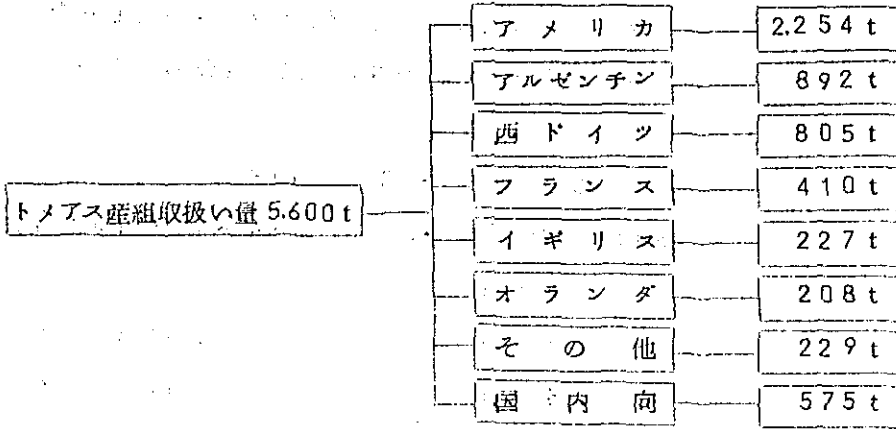 アメリカ 2.254 t
アルゼンチン 892 t
西ドイツ 805 t
フランス 410 t
トメアス産組取扱い量 5.600 t
イギリス 227 t
オランダ 208 t
その他 229 t
国内向 575 t